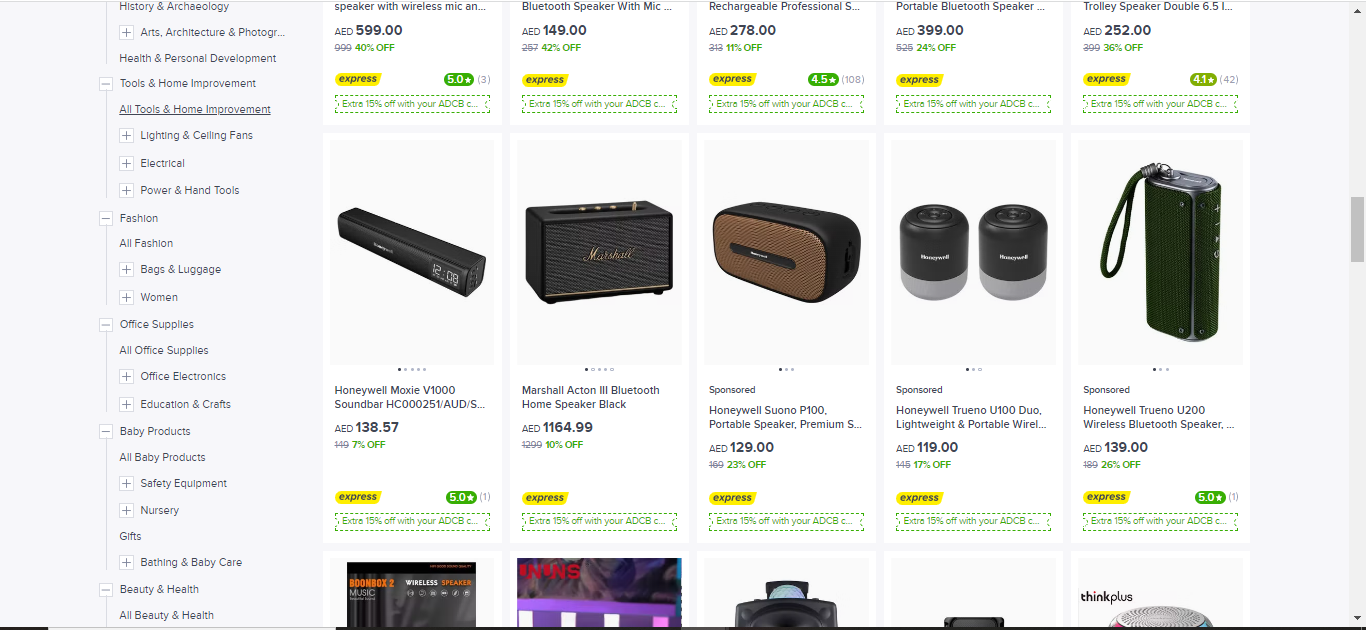 History & Archaeology
Arts, Architecture & Photogr...
Health & Personal Development
Tools & Home Improvement
All Tools & Home Improvement
Lighting & Ceiling Fans
Electrical
Power & Hand Tools
Fashion
All Fashion
Bags & Luggage
Women
Office Supplies
All Office Supplies
Office Electronics
Education & Crafts
Baby Products
All Baby Products
Safety Equipment
Nursery
Gifts
Bathing & Baby Care
Beauty & Health
All Beauty & Health
speaker with wireless mic an...
AED 599.00
999 40% OFF
express 5.0★ (3)
Extra 15% off with your ADCB c...
Bluetooth Speaker With Mic ...
AED 149.00
257 42% OFF
express
Extra 15% off with your ADCB c...
Rechargeable Professional S...
AED 278.00
313 11% OFF
express 4.5★ (108)
Extra 15% off with your ADCB c...
Portable Bluetooth Speaker ...
AED 399.00
525 24% OFF
express
Extra 15% off with your ADCB c...
Trolley Speaker Double 6.5 I...
AED 252.00
399 36% OFF
express 4.1★ (42)
Extra 15% off with your ADCB c...
Honeywell
12:08
Honeywell Moxie V1000
Soundbar HC000251/AUD/S...
AED 138.57
149 7% OFF
express 5.0★ (1)
Extra 15% off with your ADCB c...
Marshall
Marshall Acton III Bluetooth
Home Speaker Black
AED 1164.99
1299 10% OFF
express
Extra 15% off with your ADCB c...
Honeywell
Sponsored
Honeywell Suono P100,
Portable Speaker, Premium S...
AED 129.00
169 23% OFF
express
Extra 15% off with your ADCB c...
Honeywell Honeywell
Sponsored
Honeywell Trueno U100 Duo,
Lightweight & Portable Wirel...
AED 119.00
145 17% OFF
express
Extra 15% off with your ADCB c...
Sponsored
Honeywell Trueno U200
Wireless Bluetooth Speaker, ...
AED 139.00
189 26% OFF
express 5.0★ (1)
Extra 15% off with your ADCB c...
BOONBOX 2 WIRELESS SPEAKER
MUSIC
thinkplus